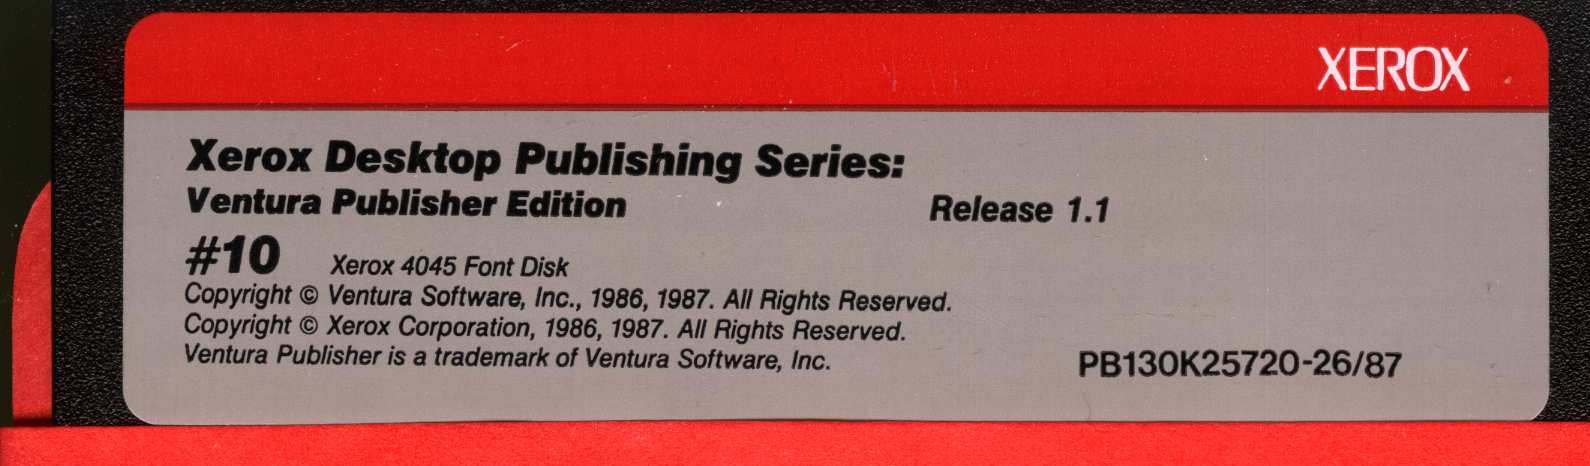 XEROX
Xerox Desktop Publishing Series:
Ventura Publisher Edition Release 1.1
#10 Xerox 4045 Font Disk
Copyright © Ventura Software, Inc., 1986, 1987. All Rights Reserved.
Copyright © Xerox Corporation, 1986, 1987. All Rights Reserved.
Ventura Publisher is a trademark of Ventura Software, Inc. PB130K25720-26/87